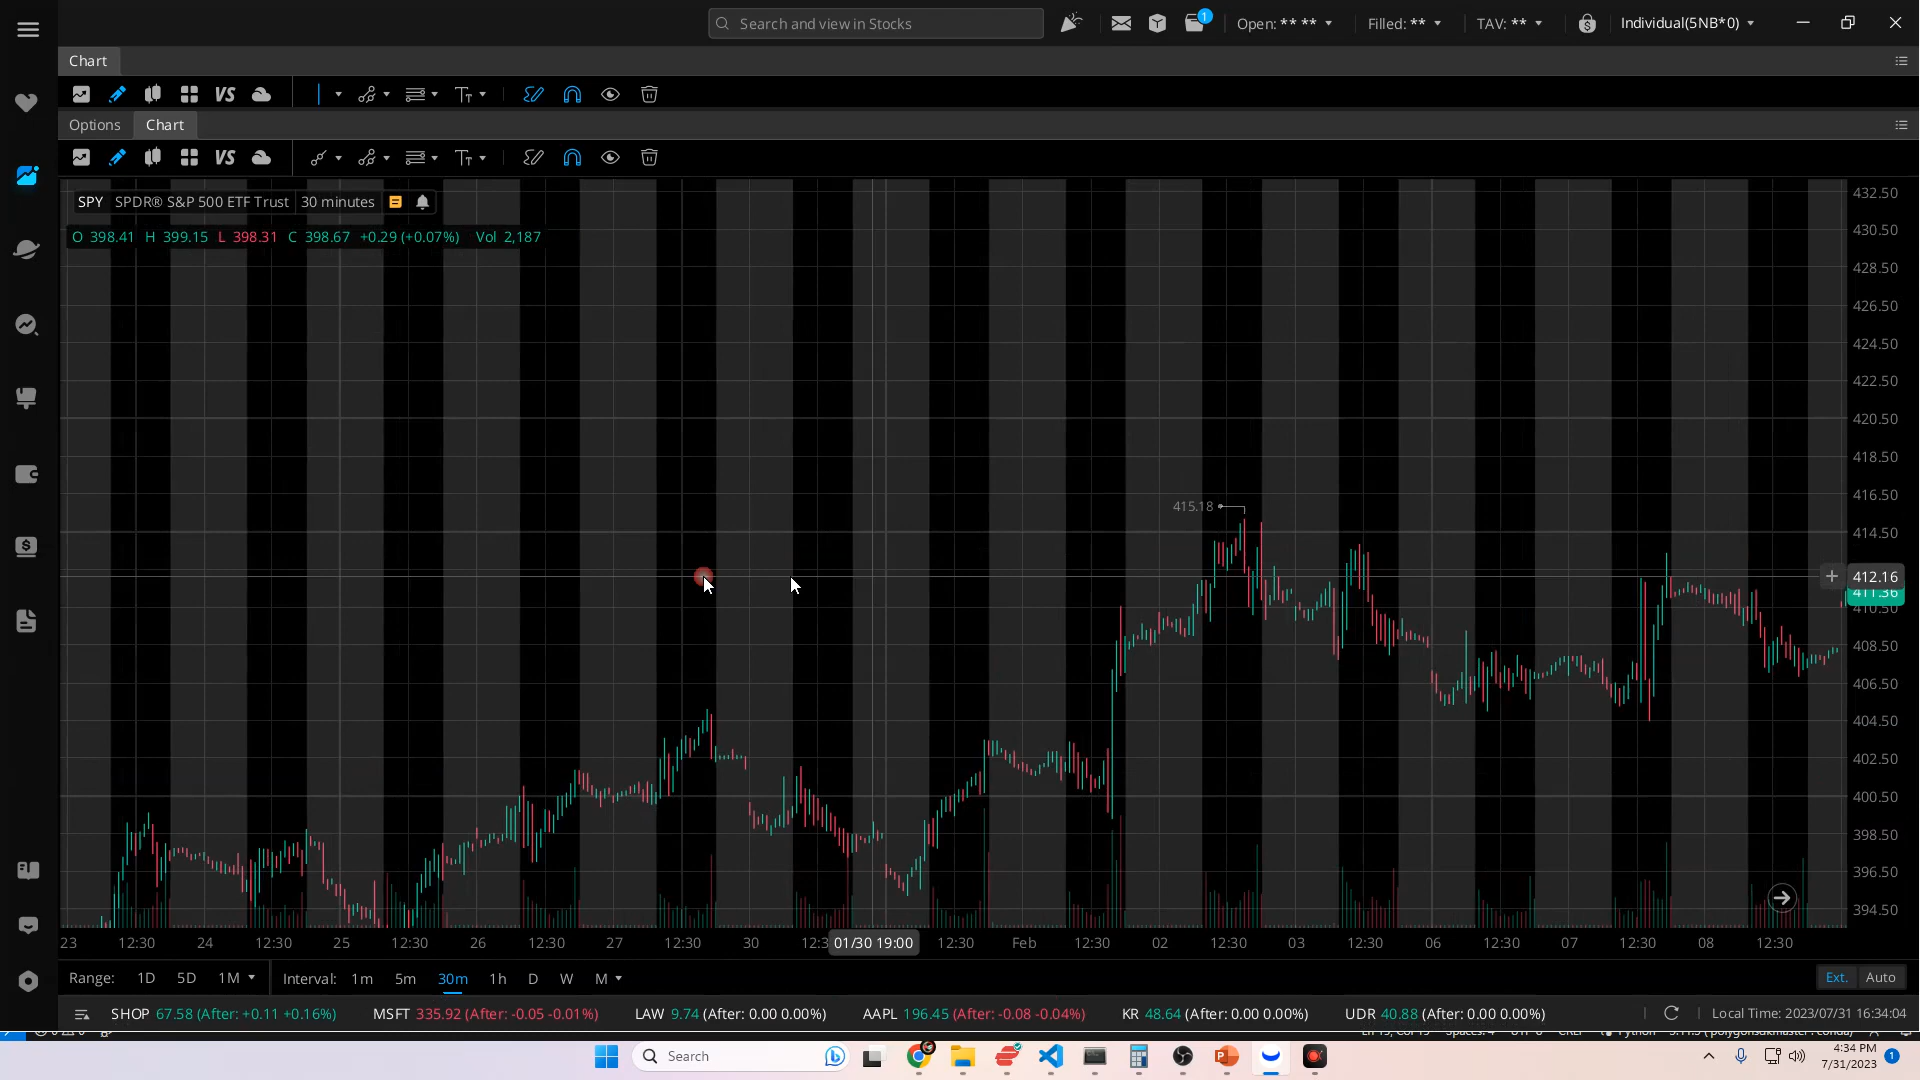 Search and view in Stocks
1
Open: ** **
Filled: **
TAV: **
Individual(5NB*0)
Chart
VS
Options Chart
VS
SPY SPDR® S&P 500 ETF Trust 30 minutes
O 398.41 H 399.15 L 398.31 C 398.67 +0.29 (+0.07%) Vol 2,187
432.50
430.50
428.50
426.50
424.50
422.50
420.50
418.50
416.50
415.18
414.50
412.16
411.36
410.50
408.50
406.50
404.50
402.50
400.50
398.50
396.50
394.50
23 12:30 24 12:30 25 12:30 26 12:30 27 12:30 30 12:3 01/30 19:00 12:30 Feb 12:30 02 12:30 03 12:30 06 12:30 07 12:30 08 12:30
Range: 1D 5D 1M Interval: 1m 5m 30m 1h D W M Ext. Auto
SHOP 67.58 (After: +0.11 +0.16%) MSFT 335.92 (After: -0.05 -0.01%) LAW 9.74 (After: 0.00 0.00%) AAPL 196.45 (After: -0.08 -0.04%) KR 48.64 (After: 0.00 0.00%) UDR 40.88 (After: 0.00 0.00%) Local Time: 2023/07/31 16:34:04
Search
4:34 PM
7/31/2023
1